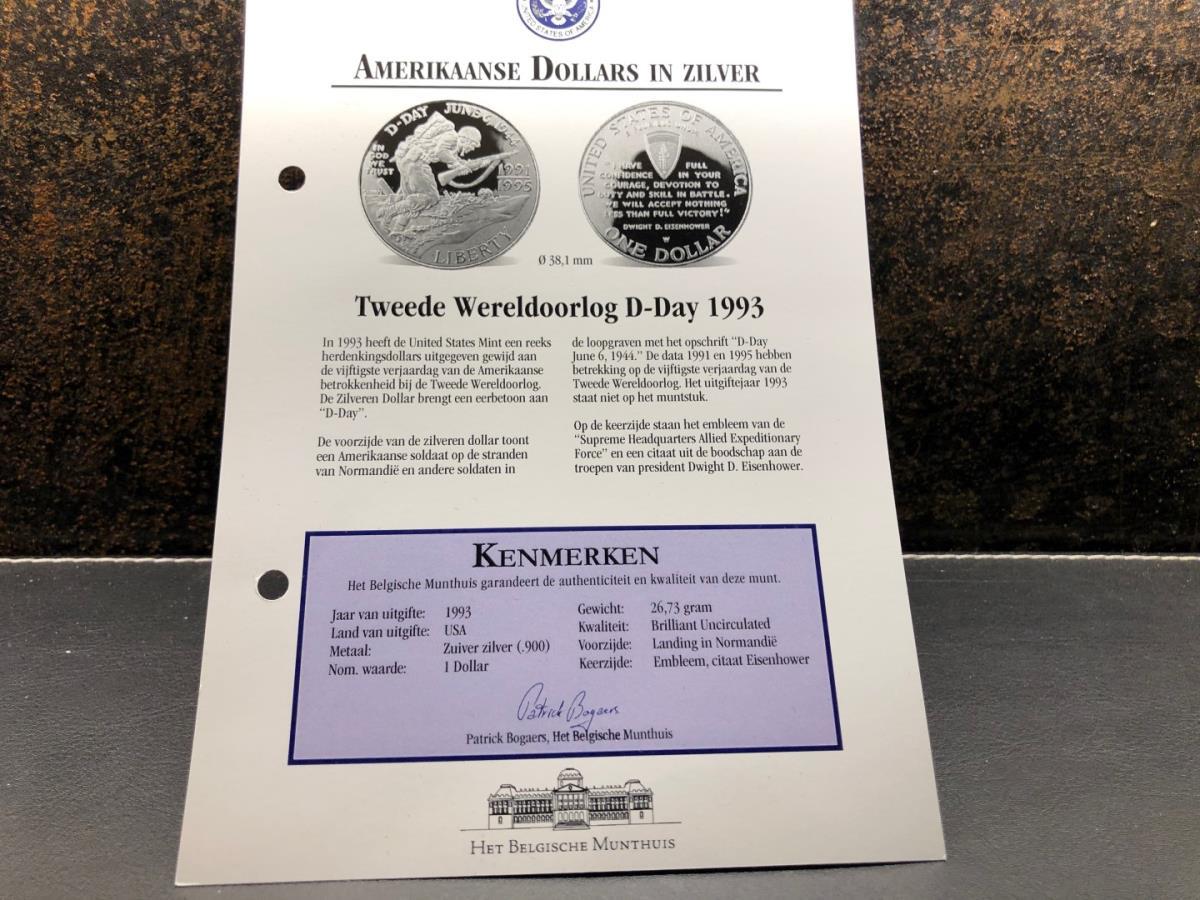 UNITED STATES OF AMERICA
AMERIKAANSE DOLLARS IN ZILVER
D-DAY JUNE 6, 1944
IN
GOD
WE
TRUST
1991
1995
LIBERTY
UNITED STATES OF AMERICA
"I HAVE FULL
CONFIDENCE IN YOUR
COURAGE, DEVOTION TO
DUTY AND SKILL IN BATTLE.
WE WILL ACCEPT NOTHING
LESS THAN FULL VICTORY!"
DWIGHT D. EISENHOWER
W
ONE DOLLAR
Ø 38,1 mm
Tweede Wereldoorlog D-Day 1993
In 1993 heeft de United States Mint een reeks
herdenkingsdollars uitgegeven gewijd aan
de vijftigste verjaardag van de Amerikaanse
betrokkenheid bij de Tweede Wereldoorlog.
De Zilveren Dollar brengt een eerbetoon aan
"D-Day".
De voorzijde van de zilveren dollar toont
een Amerikaanse soldaat op de stranden
van Normandië en andere soldaten in
de loopgraven met het opschrift "D-Day
June 6, 1944." De data 1991 en 1995 hebben
betrekking op de vijftigste verjaardag van de
Tweede Wereldoorlog. Het uitgiftejaar 1993
staat niet op het muntstuk.
Op de keerzijde staan het embleem van de
"Supreme Headquarters Allied Expeditionary
Force" en een citaat uit de boodschap aan de
troepen van president Dwight D. Eisenhower.
KENMERKEN
Het Belgische Munthuis garandeert de authenticiteit en kwaliteit van deze munt.
Jaar van uitgifte: 1993
Land van uitgifte: USA
Metaal: Zuiver zilver (.900)
Nom. waarde: 1 Dollar
Gewicht: 26,73 gram
Kwaliteit: Brilliant Uncirculated
Voorzijde: Landing in Normandië
Keerzijde: Embleem, citaat Eisenhower
Patrick Bogaers
Patrick Bogaers, Het Belgische Munthuis
HET BELGISCHE MUNTHUIS